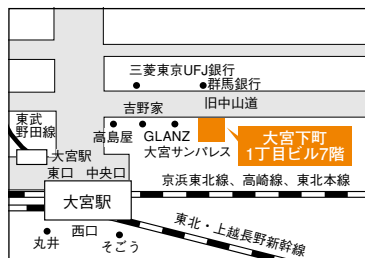 三菱東京UFJ銀行
群馬銀行
旧中山道
吉野家
東武
野田線
高島屋
GLANZ
大宮サンパレス
大宮下町
1丁目ビル7階
大宮駅
東口
中央口
京浜東北線、高崎線、東北本線
大宮駅
東北・上越長野新幹線
西口
丸井
そごう